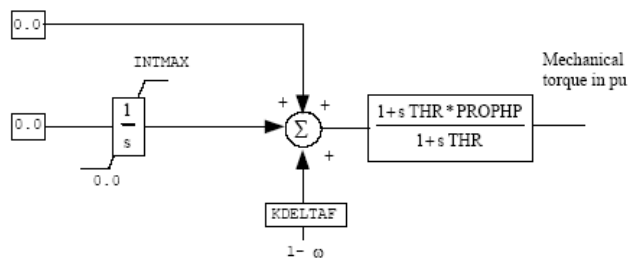 0.0
INTMAX
Mechanical
torque in pu
0.0
1
s
0.0
+
+
Σ
+
1+s THR*PROPHP
1+s THR
KDELTAF
1- ω